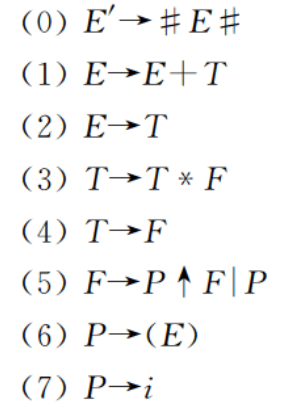 (0) E′→♯E♯
(1) E→E+T
(2) E→T
(3) T→T * F
(4) T→F
(5) F→P↑F|P
(6) P→(E)
(7) P→i